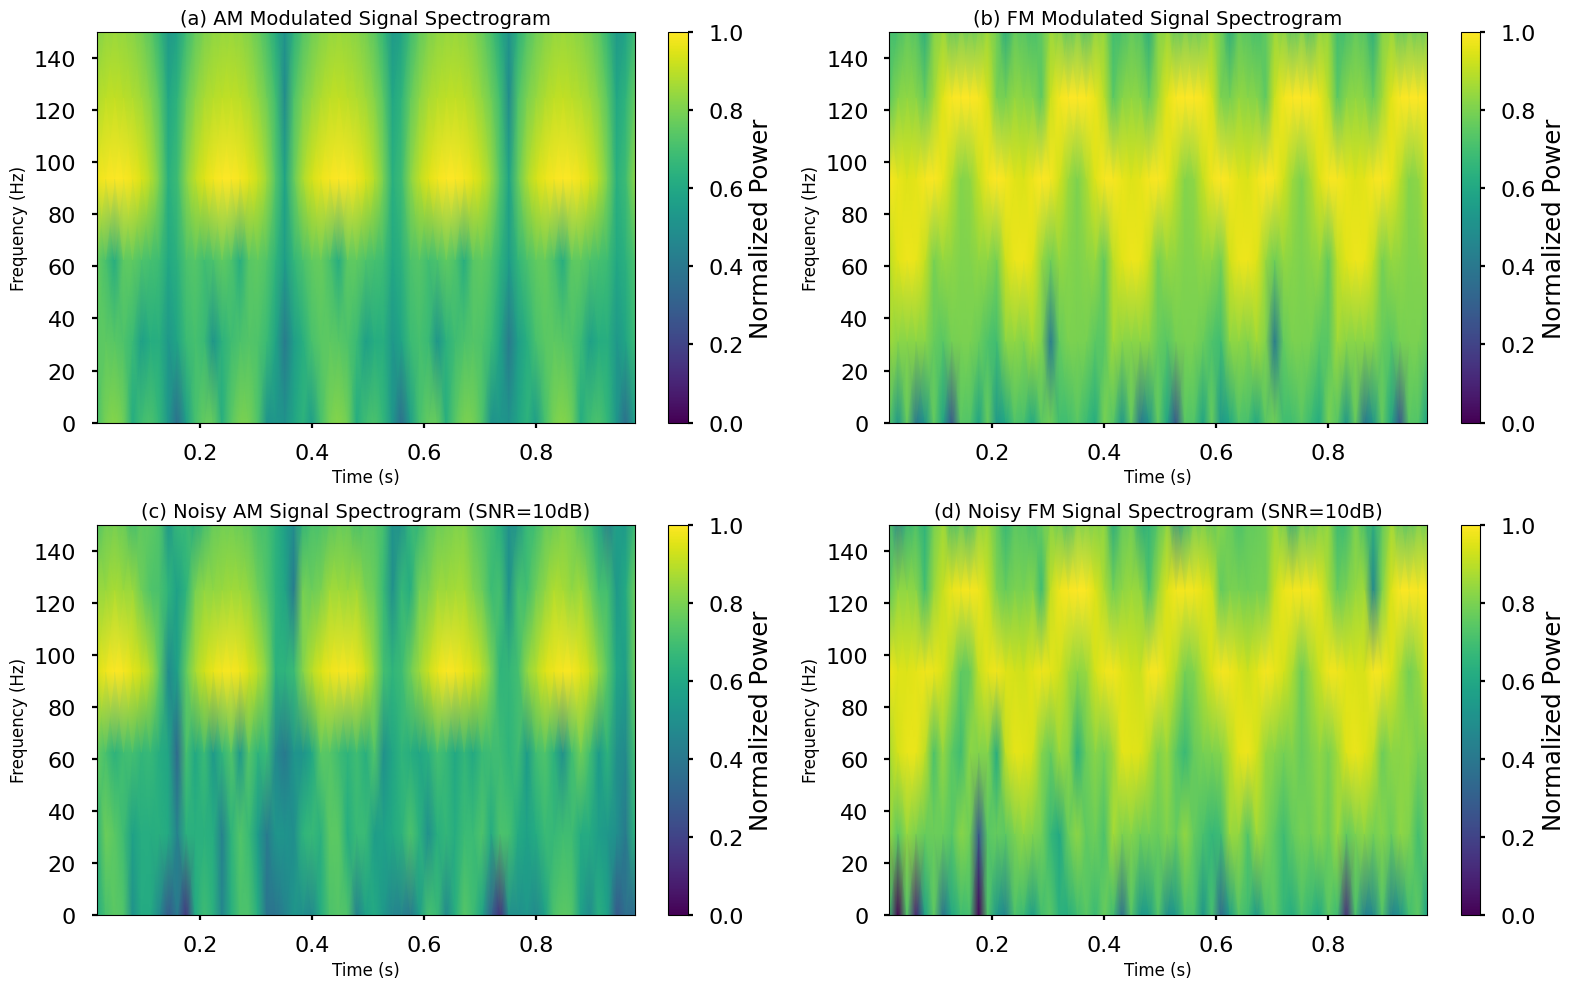 (a) AM Modulated Signal Spectrogram
140
120
100
80
60
40
20
0
Frequency (Hz)
0.2 0.4 0.6 0.8
Time (s)
1.0
0.8
0.6
0.4
0.2
0.0
Normalized Power
(b) FM Modulated Signal Spectrogram
140
120
100
80
60
40
20
0
Frequency (Hz)
0.2 0.4 0.6 0.8
Time (s)
1.0
0.8
0.6
0.4
0.2
0.0
Normalized Power
(c) Noisy AM Signal Spectrogram (SNR=10dB)
140
120
100
80
60
40
20
0
Frequency (Hz)
0.2 0.4 0.6 0.8
Time (s)
1.0
0.8
0.6
0.4
0.2
0.0
Normalized Power
(d) Noisy FM Signal Spectrogram (SNR=10dB)
140
120
100
80
60
40
20
0
Frequency (Hz)
0.2 0.4 0.6 0.8
Time (s)
1.0
0.8
0.6
0.4
0.2
0.0
Normalized Power